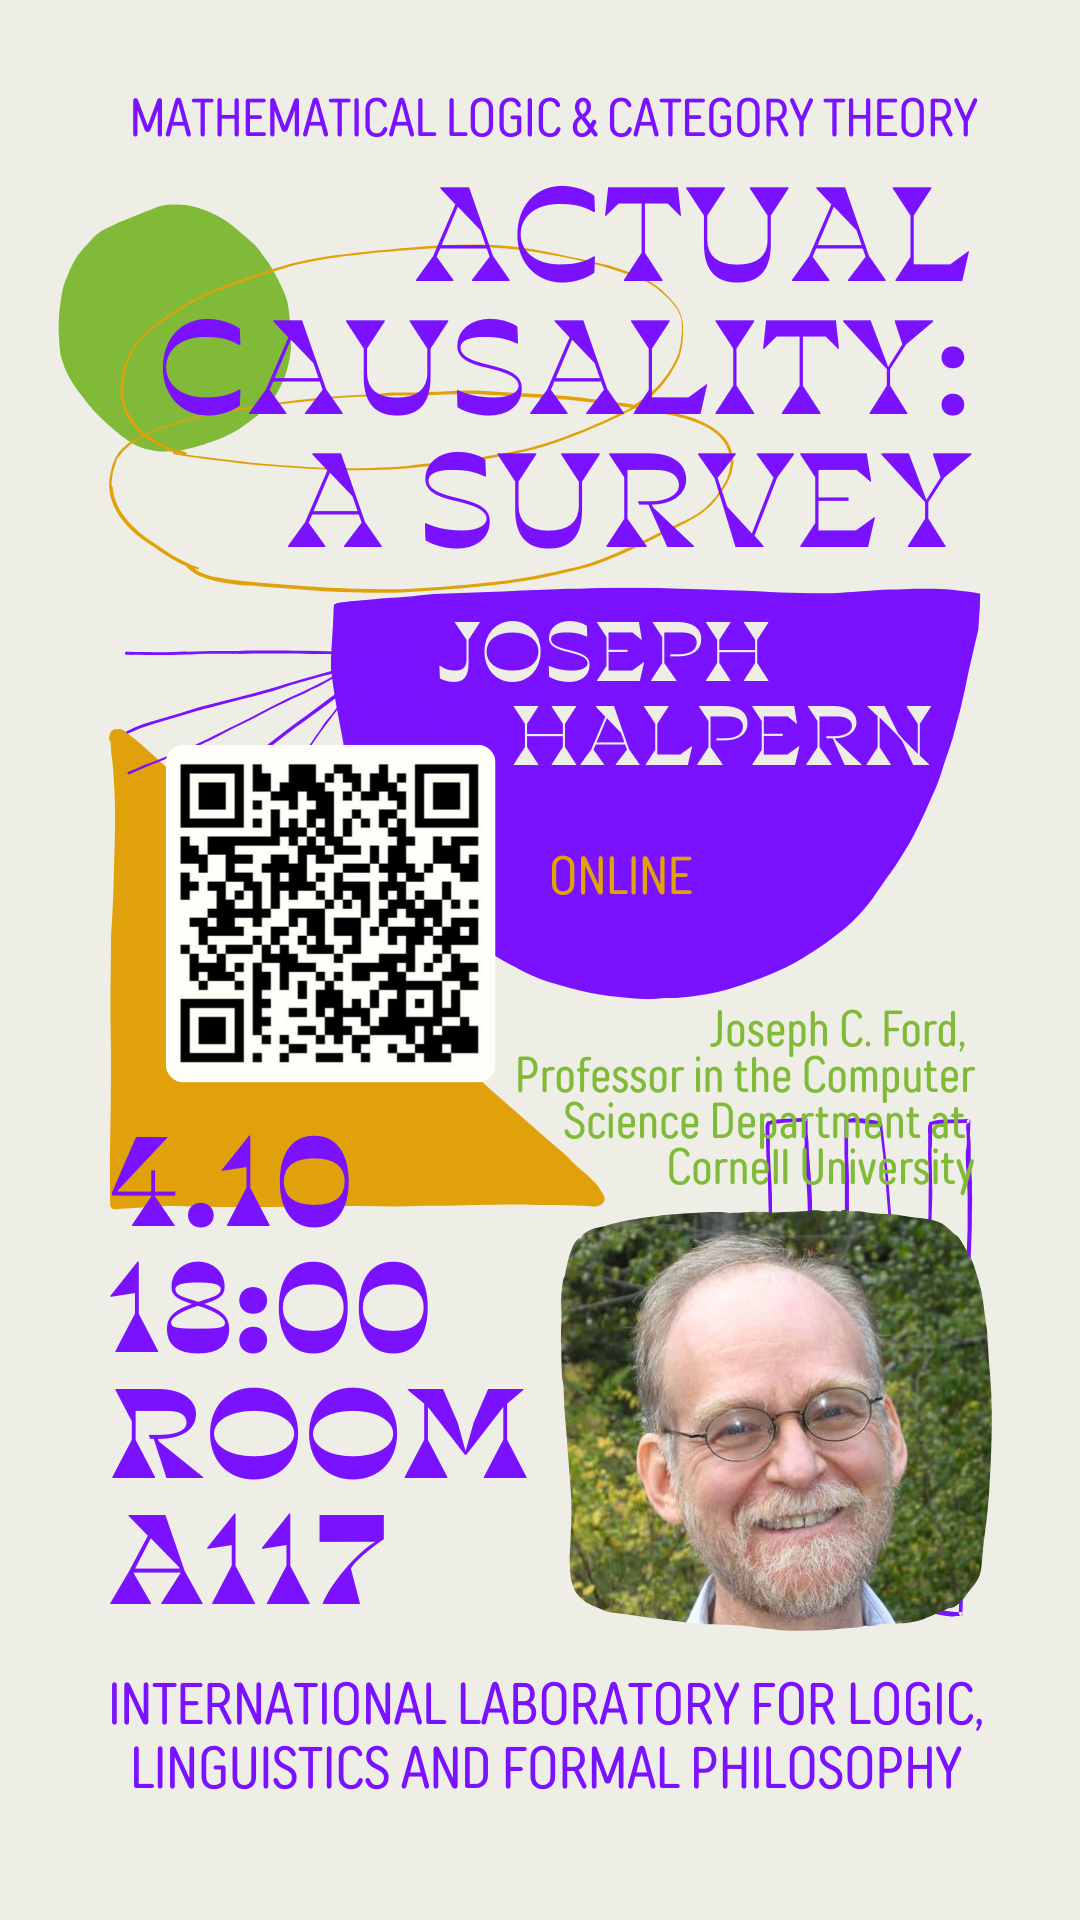 MATHEMATICAL LOGIC & CATEGORY THEORY
ACTUAL
CAUSALITY:
A SURVEY
JOSEPH
HALPERN
ONLINE
Joseph C. Ford,
Professor in the Computer
Science Department at
Cornell University
4.10
18:00
ROOM
A117
INTERNATIONAL LABORATORY FOR LOGIC,
LINGUISTICS AND FORMAL PHILOSOPHY